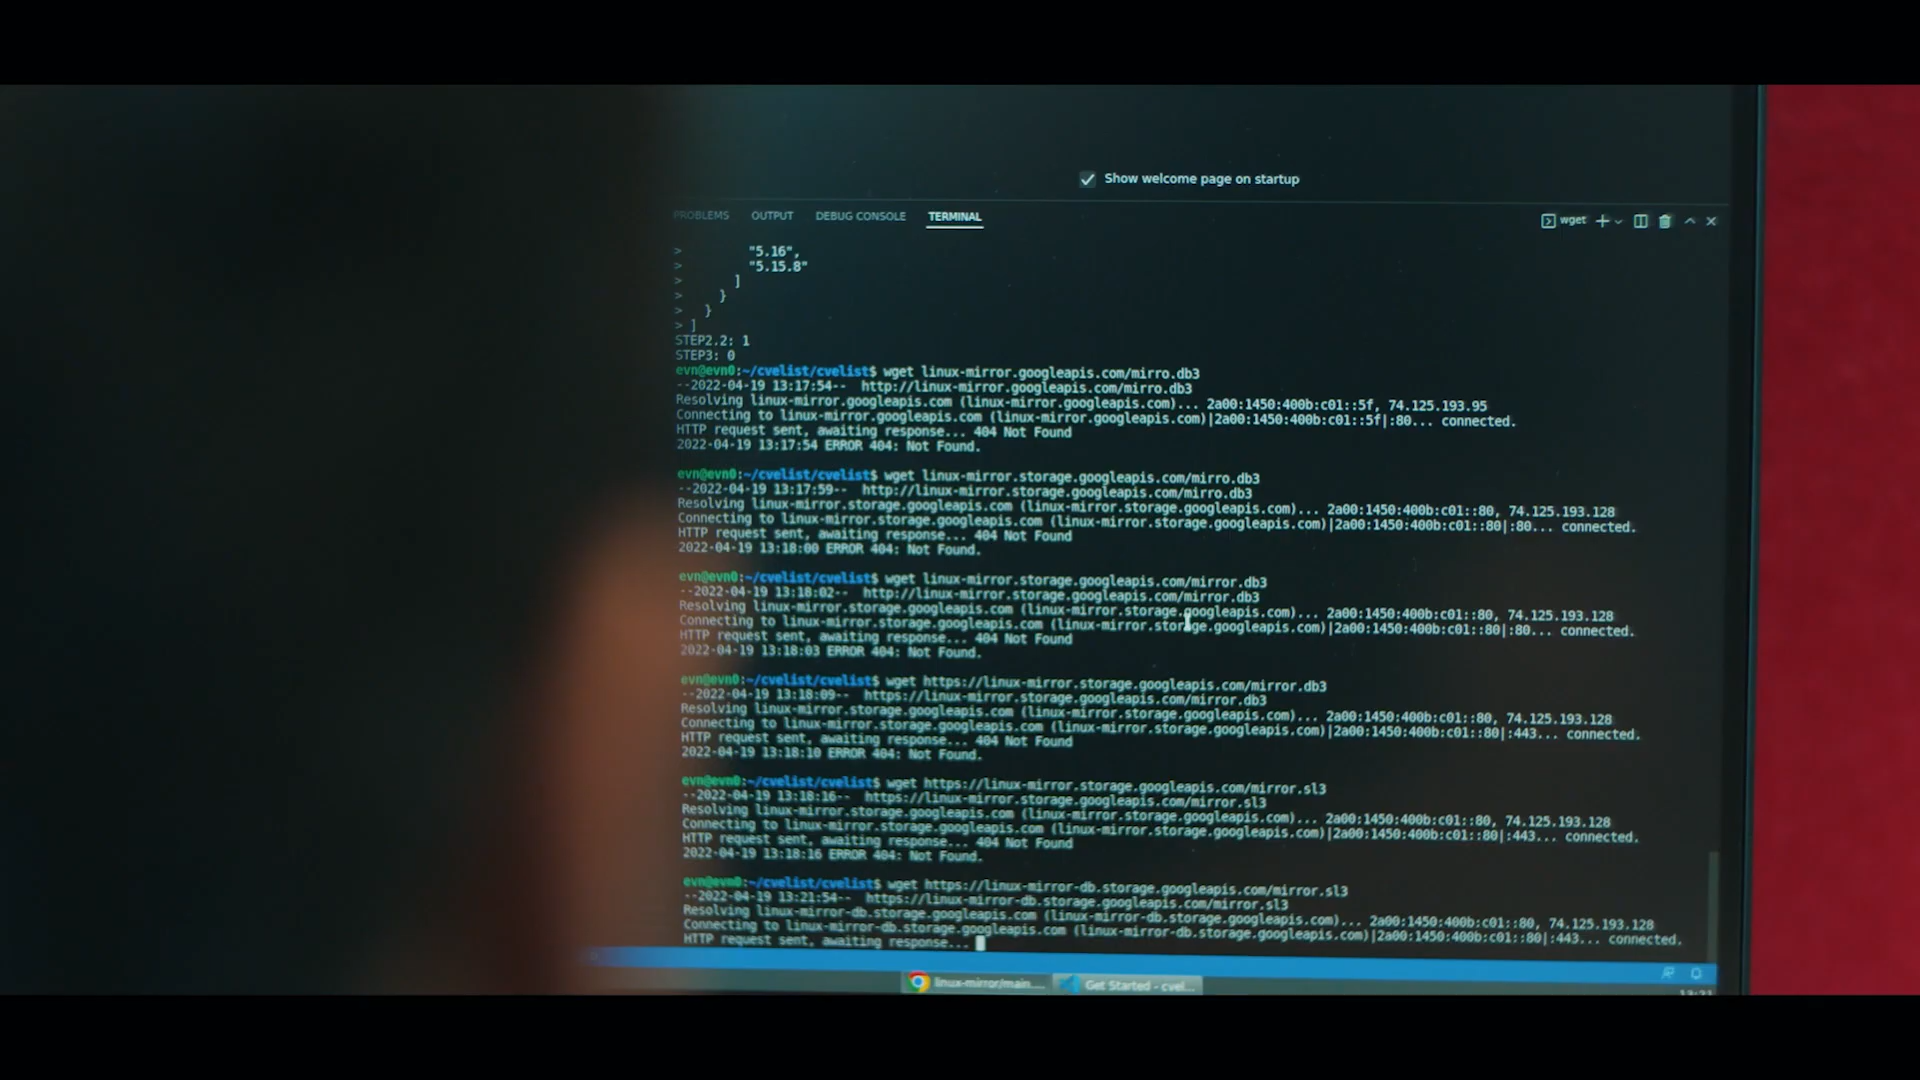 Show welcome page on startup
PROBLEMS OUTPUT DEBUG CONSOLE TERMINAL wget
> "5.16",
> "5.15.8"
> ]
> }
> }
> ]
STEP2.2: 1
STEP3: 0
evn@evn0:~/cvelist/cvelist$ wget linux-mirror.googleapis.com/mirro.db3
--2022-04-19 13:17:54-- http://linux-mirror.googleapis.com/mirro.db3
Resolving linux-mirror.googleapis.com (linux-mirror.googleapis.com)... 2a00:1450:400b:c01::5f, 74.125.193.95
Connecting to linux-mirror.googleapis.com (linux-mirror.googleapis.com)|2a00:1450:400b:c01::5f|:80... connected.
HTTP request sent, awaiting response... 404 Not Found
2022-04-19 13:17:54 ERROR 404: Not Found.
evn@evn0:~/cvelist/cvelist$ wget linux-mirror.storage.googleapis.com/mirro.db3
--2022-04-19 13:17:59-- http://linux-mirror.storage.googleapis.com/mirro.db3
Resolving linux-mirror.storage.googleapis.com (linux-mirror.storage.googleapis.com)... 2a00:1450:400b:c01::80, 74.125.193.128
Connecting to linux-mirror.storage.googleapis.com (linux-mirror.storage.googleapis.com)|2a00:1450:400b:c01::80|:80... connected.
HTTP request sent, awaiting response... 404 Not Found
2022-04-19 13:18:00 ERROR 404: Not Found.
evn@evn0:~/cvelist/cvelist$ wget linux-mirror.storage.googleapis.com/mirror.db3
--2022-04-19 13:18:02-- http://linux-mirror.storage.googleapis.com/mirror.db3
Resolving linux-mirror.storage.googleapis.com (linux-mirror.storage.googleapis.com)... 2a00:1450:400b:c01::80, 74.125.193.128
Connecting to linux-mirror.storage.googleapis.com (linux-mirror.storage.googleapis.com)|2a00:1450:400b:c01::80|:80... connected.
HTTP request sent, awaiting response... 404 Not Found
2022-04-19 13:18:03 ERROR 404: Not Found.
evn@evn0:~/cvelist/cvelist$ wget https://linux-mirror.storage.googleapis.com/mirror.db3
--2022-04-19 13:18:09-- https://linux-mirror.storage.googleapis.com/mirror.db3
Resolving linux-mirror.storage.googleapis.com (linux-mirror.storage.googleapis.com)... 2a00:1450:400b:c01::80, 74.125.193.128
Connecting to linux-mirror.storage.googleapis.com (linux-mirror.storage.googleapis.com)|2a00:1450:400b:c01::80|:443... connected.
HTTP request sent, awaiting response... 404 Not Found
2022-04-19 13:18:10 ERROR 404: Not Found.
evn@evn0:~/cvelist/cvelist$ wget https://linux-mirror.storage.googleapis.com/mirror.sl3
--2022-04-19 13:18:16-- https://linux-mirror.storage.googleapis.com/mirror.sl3
Resolving linux-mirror.storage.googleapis.com (linux-mirror.storage.googleapis.com)... 2a00:1450:400b:c01::80, 74.125.193.128
Connecting to linux-mirror.storage.googleapis.com (linux-mirror.storage.googleapis.com)|2a00:1450:400b:c01::80|:443... connected.
HTTP request sent, awaiting response... 404 Not Found
2022-04-19 13:18:16 ERROR 404: Not Found.
evn@evn0:~/cvelist/cvelist$ wget https://linux-mirror-db.storage.googleapis.com/mirror.sl3
--2022-04-19 13:21:54-- https://linux-mirror-db.storage.googleapis.com/mirror.sl3
Resolving linux-mirror-db.storage.googleapis.com (linux-mirror-db.storage.googleapis.com)... 2a00:1450:400b:c01::80, 74.125.193.128
Connecting to linux-mirror-db.storage.googleapis.com (linux-mirror-db.storage.googleapis.com)|2a00:1450:400b:c01::80|:443... connected.
HTTP request sent, awaiting response...
linux-mirror/main.... Get Started - cvel...